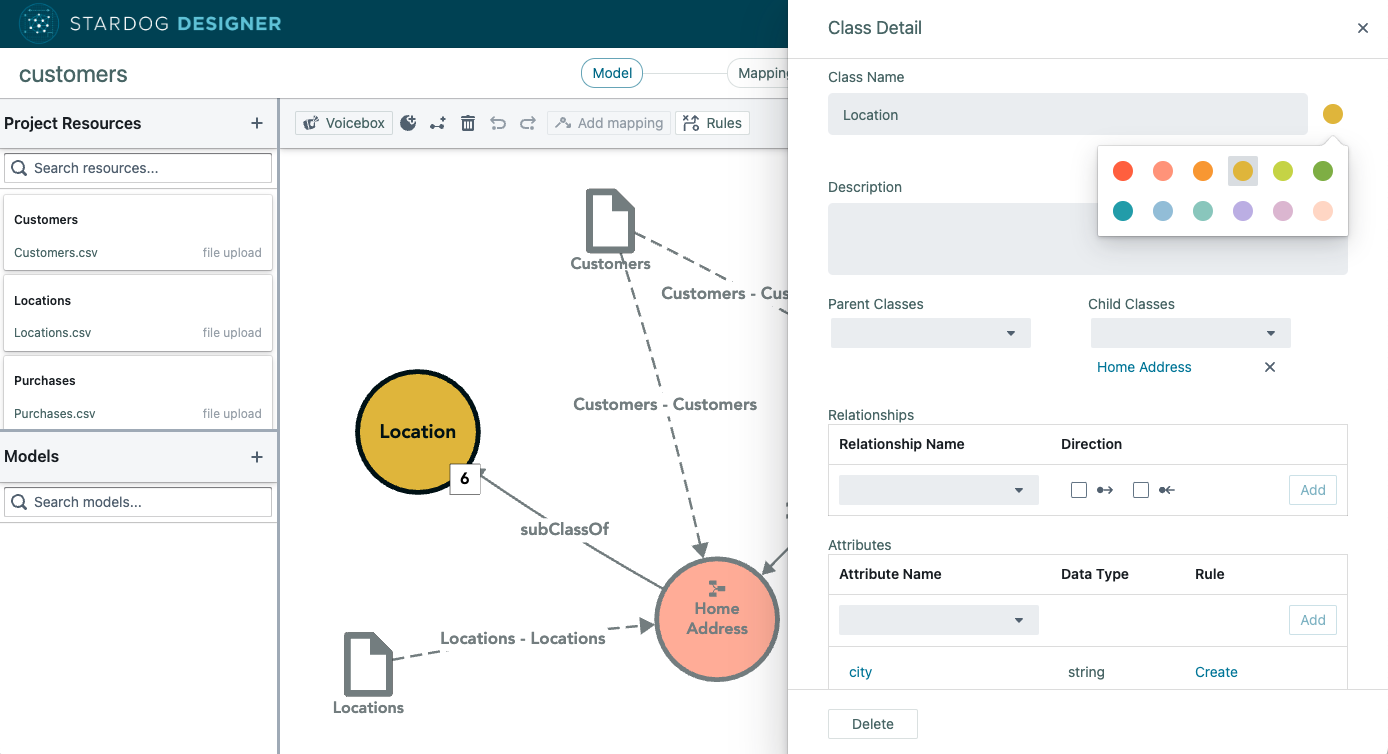 STARDOG DESIGNER
customers
Model
Mapping
Project Resources
Search resources...
Customers
Customers.csv file upload
Locations
Locations.csv file upload
Purchases
Purchases.csv file upload
Models
Search models...
Voicebox
Add mapping
Rules
Customers
Customers - Cus
Customers - Customers
Location
6
subClassOf
Home
Address
Locations - Locations
Locations
Class Detail
Class Name
Location
Description
Parent Classes Child Classes
Home Address
Relationships
Relationship Name Direction
Add
Attributes
Attribute Name Data Type Rule
Add
city string Create
Delete